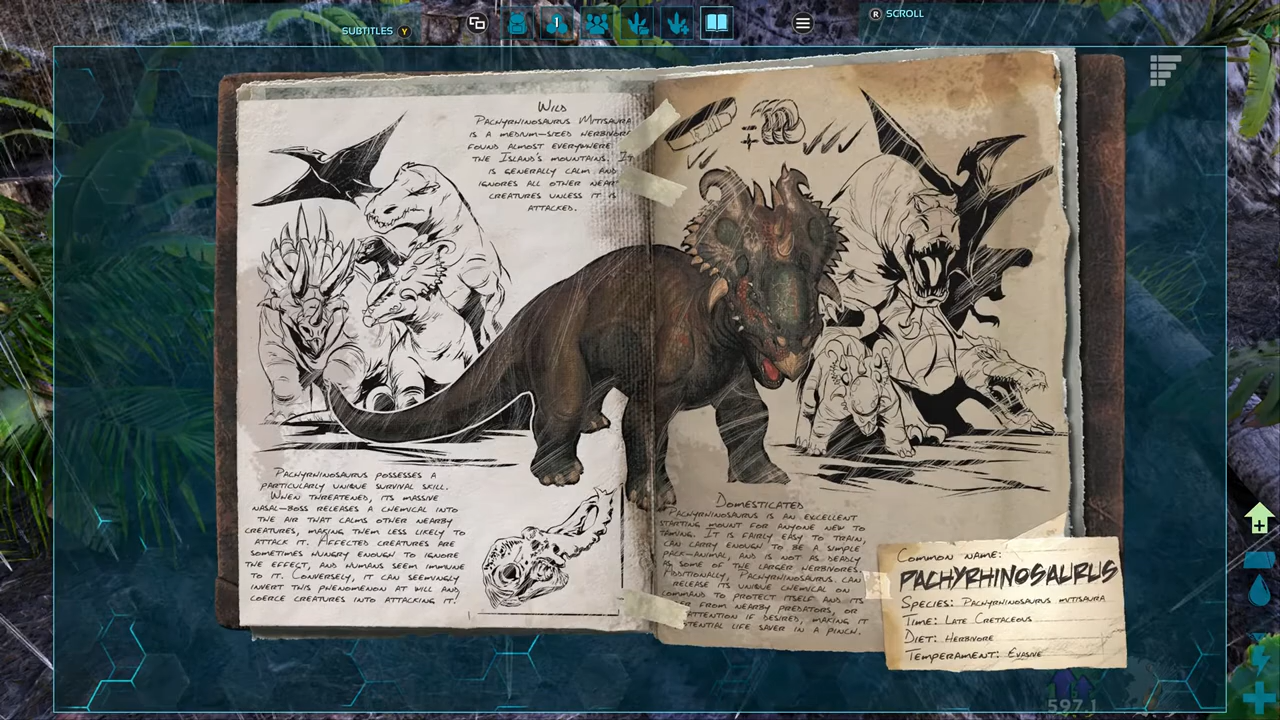 SUBTITLES Y
1
R SCROLL
Wild
Pachyrhinosaurus Mitisaura
is a medium-sized herbivore
found almost everywhere
the Island's mountains. It
is generally calm and
ignores all other near
creatures unless it is
attacked.
Pachyrhinosaurus possesses a
particularly unique survival skill.
When threatened, its massive
nasal-boss releases a chemical into
the air that calms other nearby
creatures, making them less likely to
attack it. Affected creatures are
sometimes hungry enough to ignore
the effect, and humans seem immune
to it. Conversely, it can seemingly
invert this phenomenon at will and
coerce creatures into attacking it!
Domesticated
Pachyrhinosaurus is an excellent
starting mount for anyone new to
taming. It is fairly easy to train,
can carry enough to be a simple
pack-animal, and is not as deadly
as some of the larger herbivores.
Additionally, Pachyrhinosaurus can
release its unique chemical on
command to protect itself and its
from nearby predators, or
attention if desired, making it
life saver in a pinch.
Common name:
Pachyrhinosaurus
Species: Pachyrhinosaurus mitisaura
Time: Late Cretaceous
Diet: Herbivore
Temperament: Evasive
597.1